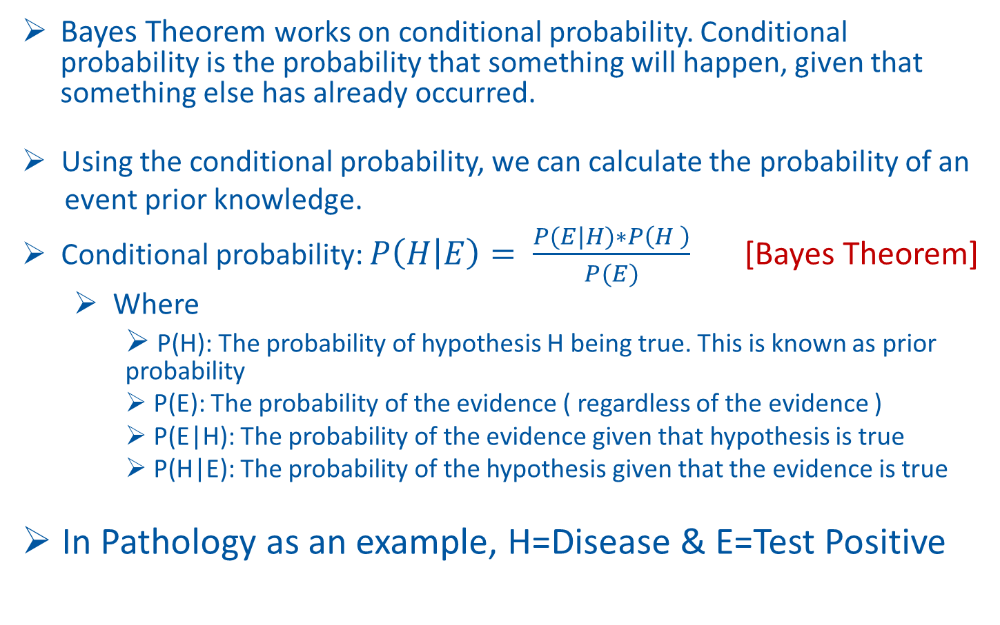 ➢ Bayes Theorem works on conditional probability. Conditional
probability is the probability that something will happen, given that
something else has already occurred.
➢ Using the conditional probability, we can calculate the probability of an
event prior knowledge.
➢ Conditional probability: P(H|E) = P(E|H)∗P(H ) / P(E) [Bayes Theorem]
➢ Where
➢ P(H): The probability of hypothesis H being true. This is known as prior
probability
➢ P(E): The probability of the evidence ( regardless of the evidence )
➢ P(E|H): The probability of the evidence given that hypothesis is true
➢ P(H|E): The probability of the hypothesis given that the evidence is true
➢ In Pathology as an example, H=Disease & E=Test Positive